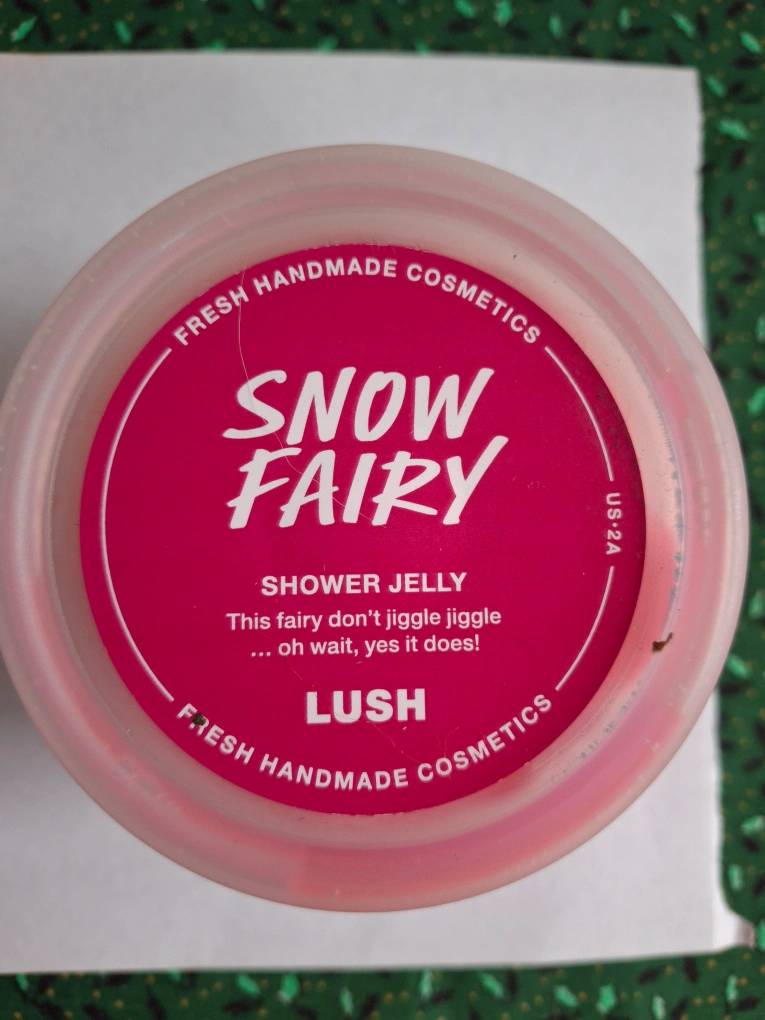 FRESH HANDMADE COSMETICS
SNOW
FAIRY
US•2A
SHOWER JELLY
This fairy don't jiggle jiggle
... oh wait, yes it does!
LUSH
FRESH HANDMADE COSMETICS